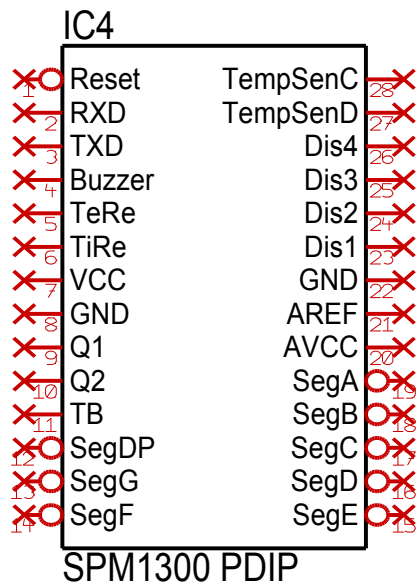 IC4
1 Reset TempSenC 28
2 RXD TempSenD 27
3 TXD Dis4 26
4 Buzzer Dis3 25
5 TeRe Dis2 24
6 TiRe Dis1 23
7 VCC GND 22
8 GND AREF 21
9 Q1 AVCC 20
10 Q2 SegA 19
11 TB SegB 18
12 SegDP SegC 17
13 SegG SegD 16
14 SegF SegE 15
SPM1300 PDIP